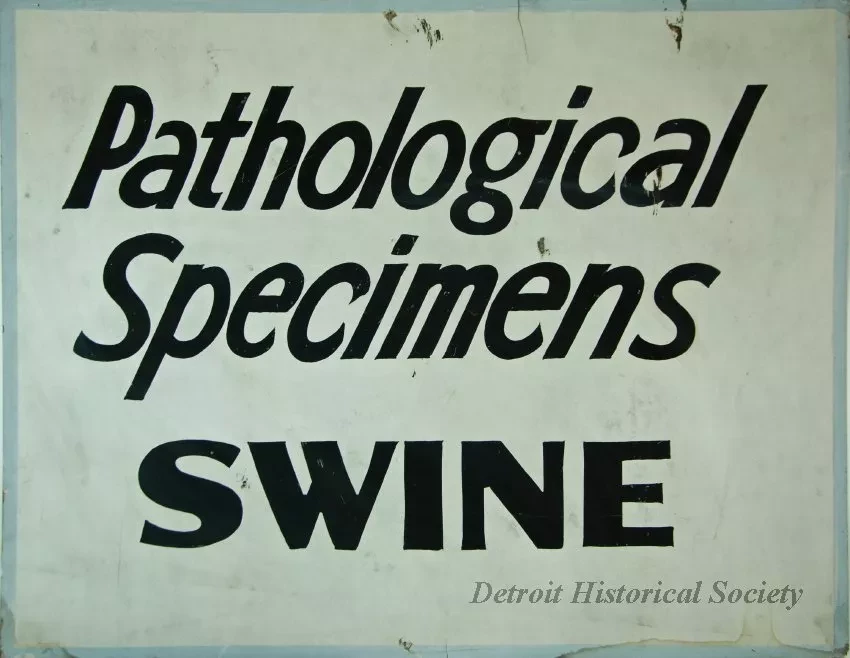 Pathological
Specimens
SWINE
Detroit Historical Society